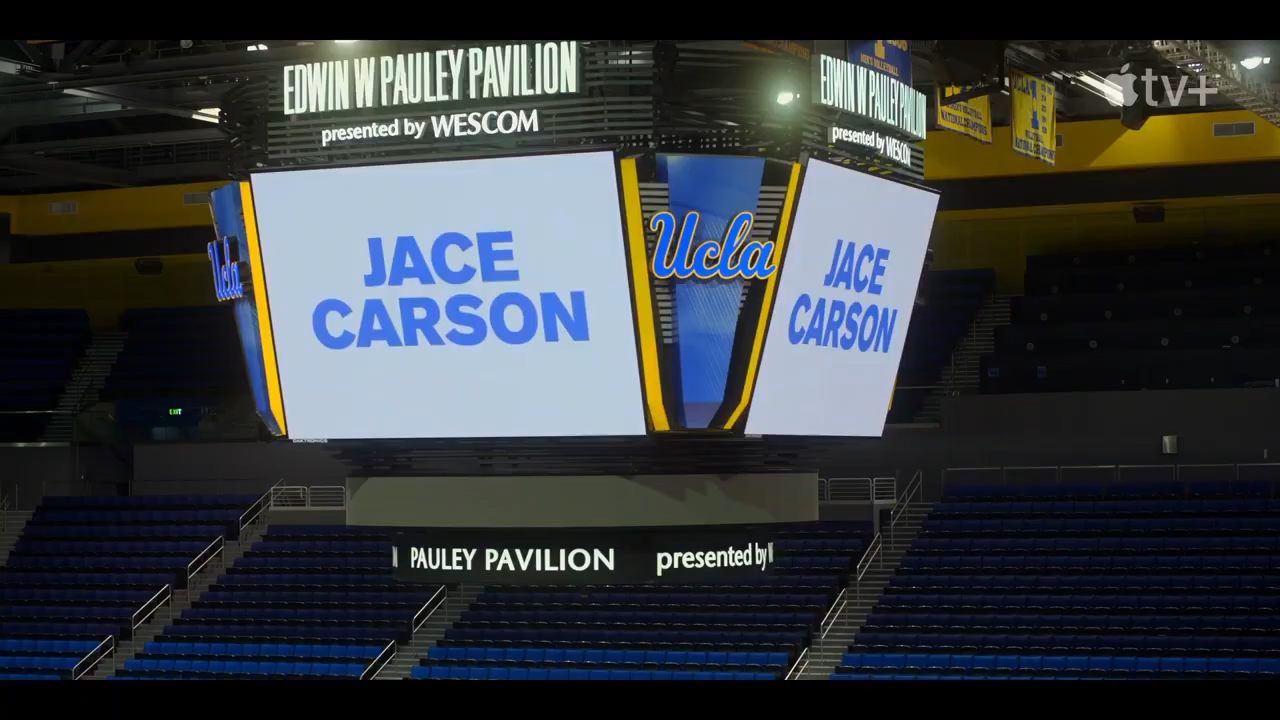 EDWIN W PAULEY PAVILION
presented by WESCOM
EDWIN W PAULEY PAVILION
presented by WESCOM
tv+
JACE
CARSON
Ucla
JACE
CARSON
Ucla
EXIT
DAKTRONICS
PAULEY PAVILION
presented by